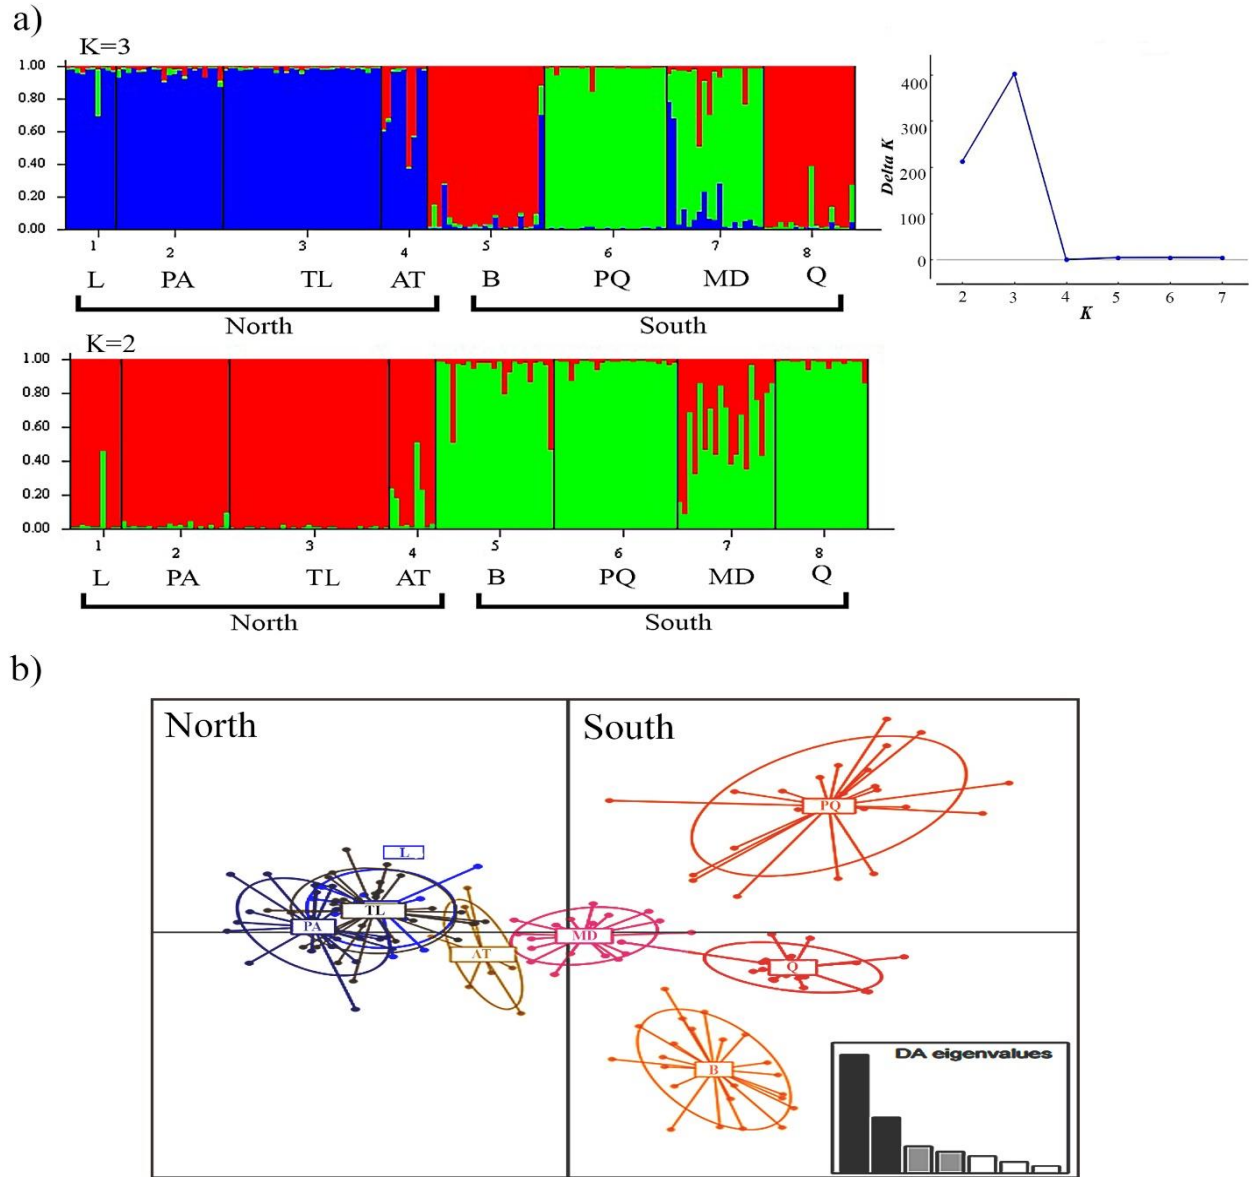 a)
K=3
1.00
0.80
0.60
0.40
0.20
0.00
1 2 3 4 5 6 7 8
L PA TL AT B PQ MD Q
North South
400
300
200
100
0
Delta K
2 3 4 5 6 7
K
K=2
1.00
0.80
0.60
0.40
0.20
0.00
1 2 3 4 5 6 7 8
L PA TL AT B PQ MD Q
North South
b)
North South
PQ
L
TL
PA
MD
AT
Q
B
DA eigenvalues